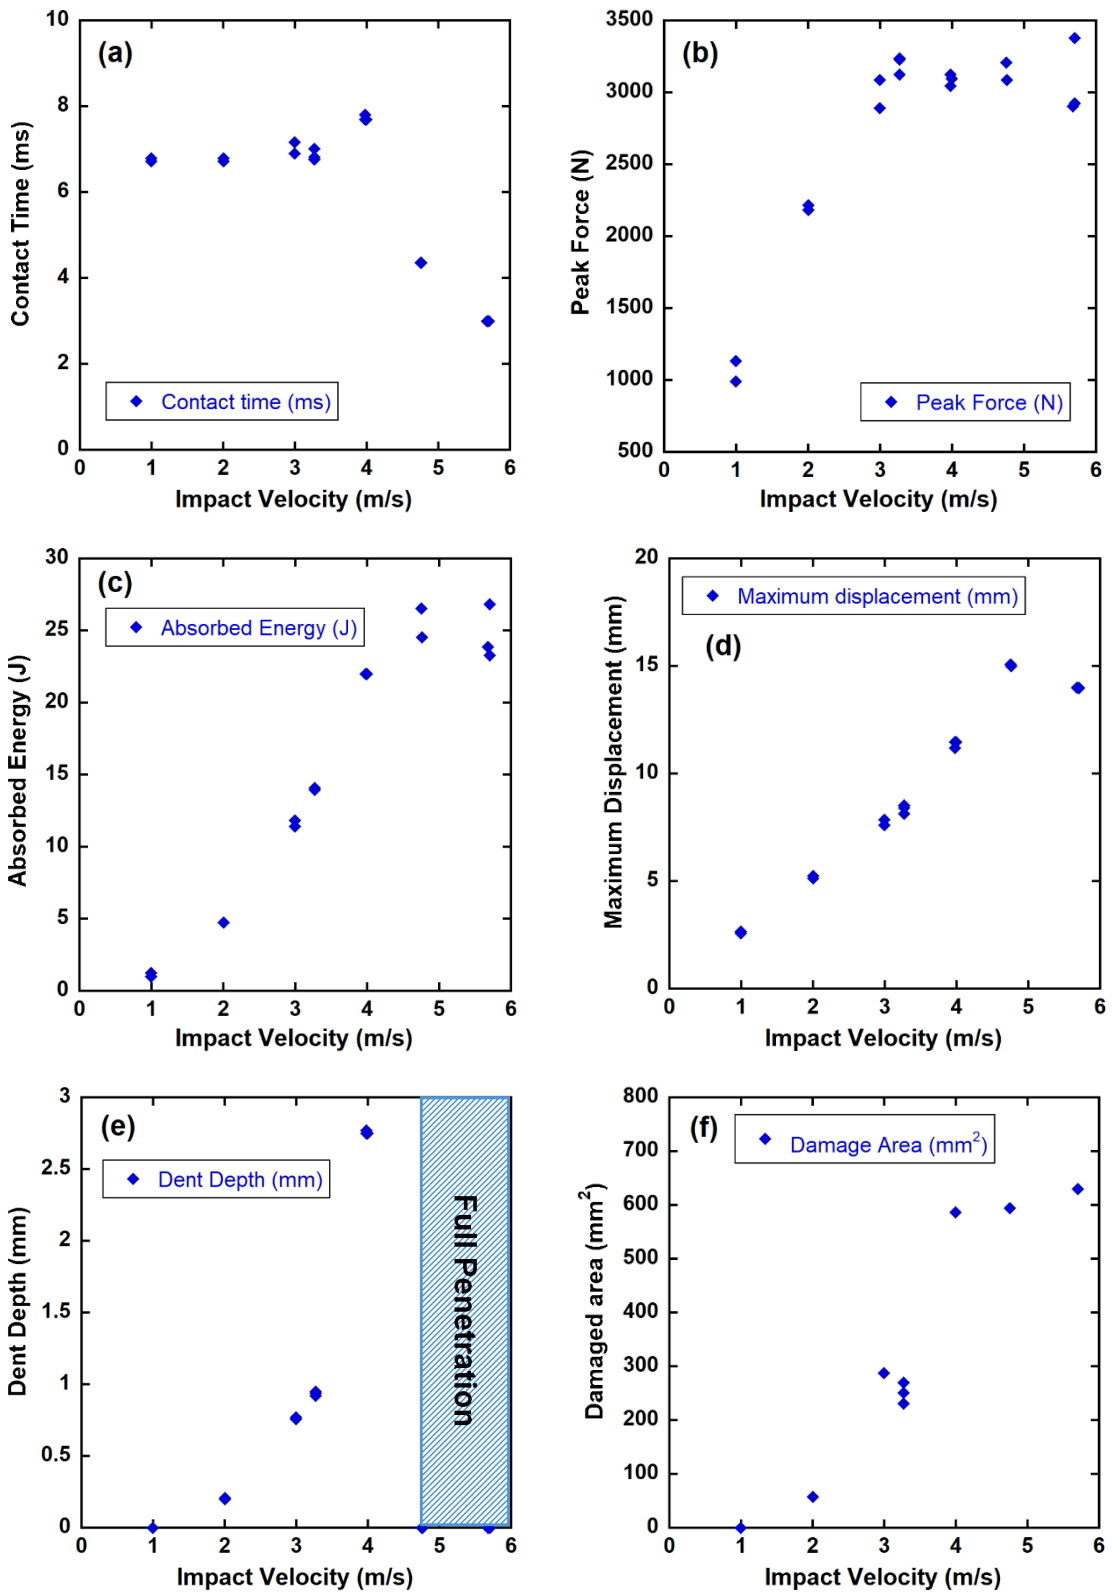 (a)
10
8
6
4
2
0
Contact Time (ms)
Contact time (ms)
0 1 2 3 4 5 6
Impact Velocity (m/s)
(b)
3500
3000
2500
2000
1500
1000
500
Peak Force (N)
Peak Force (N)
0 1 2 3 4 5 6
Impact Velocity (m/s)
(c)
30
25
20
15
10
5
0
Absorbed Energy (J)
Absorbed Energy (J)
0 1 2 3 4 5 6
Impact Velocity (m/s)
(d)
20
15
10
5
0
Maximum Displacement (mm)
Maximum displacement (mm)
0 1 2 3 4 5 6
Impact Velocity (m/s)
(e)
3
2.5
2
1.5
1
0.5
0
Dent Depth (mm)
Dent Depth (mm)
Full Penetration
0 1 2 3 4 5 6
Impact Velocity (m/s)
(f)
800
700
600
500
400
300
200
100
0
Damaged area (mm²)
Damage Area (mm²)
0 1 2 3 4 5 6
Impact Velocity (m/s)